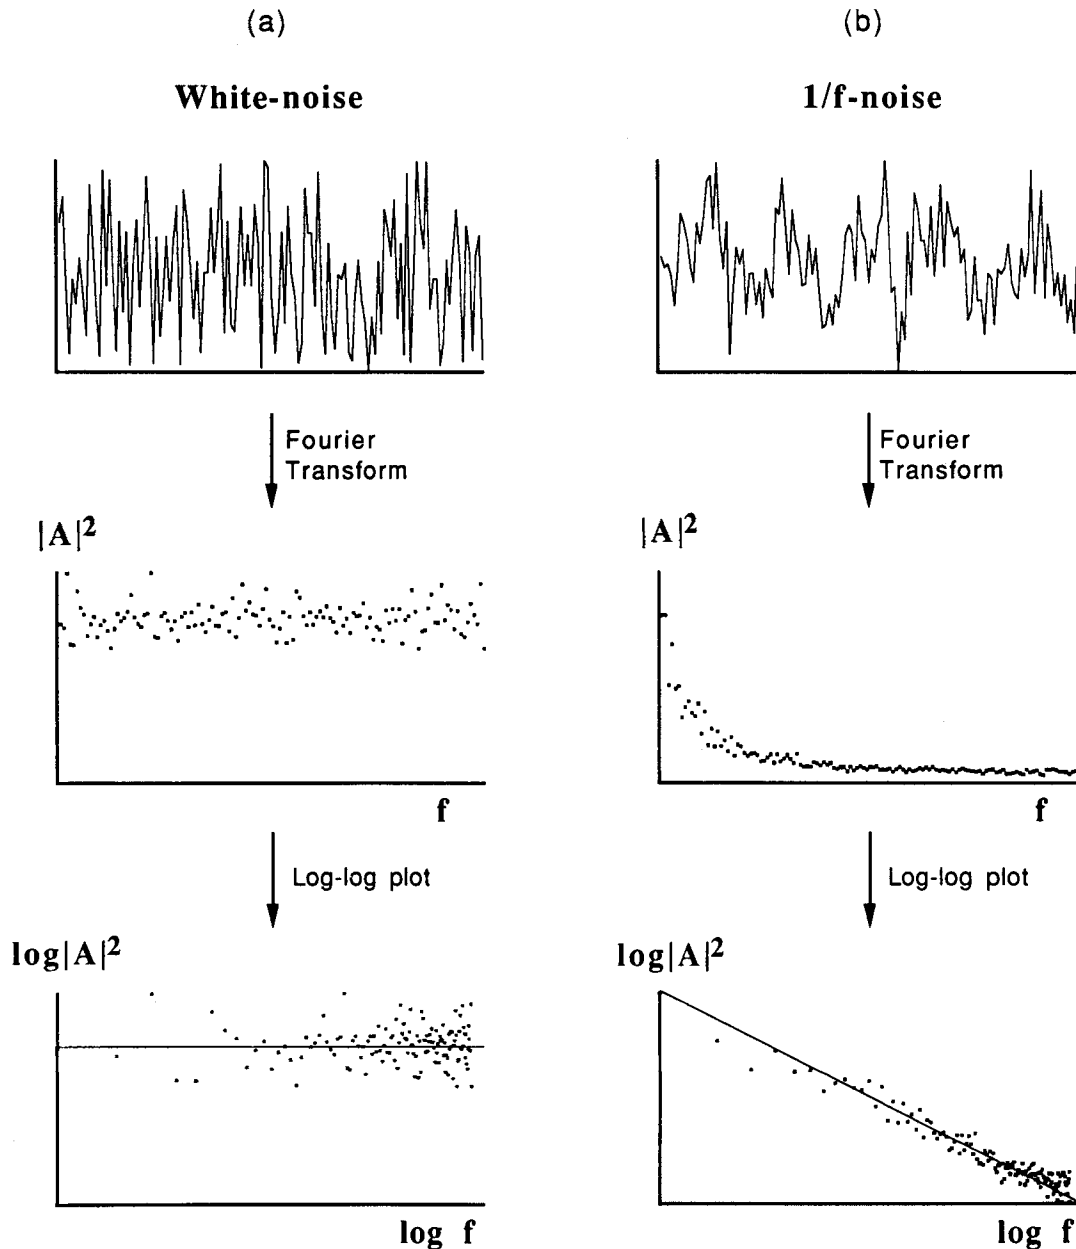 (a)
White-noise
Fourier
Transform
|A|²
f
Log-log plot
log|A|²
log f
(b)
1/f-noise
Fourier
Transform
|A|²
f
Log-log plot
log|A|²
log f